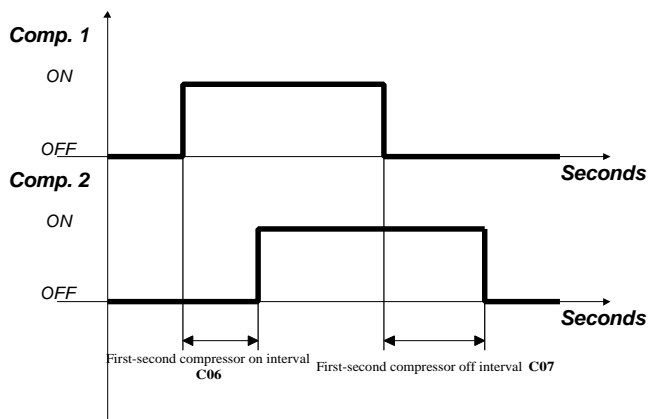 Comp. 1
ON
OFF
Seconds
Comp. 2
ON
OFF
Seconds
First-second compressor on interval
C06
First-second compressor off interval C07